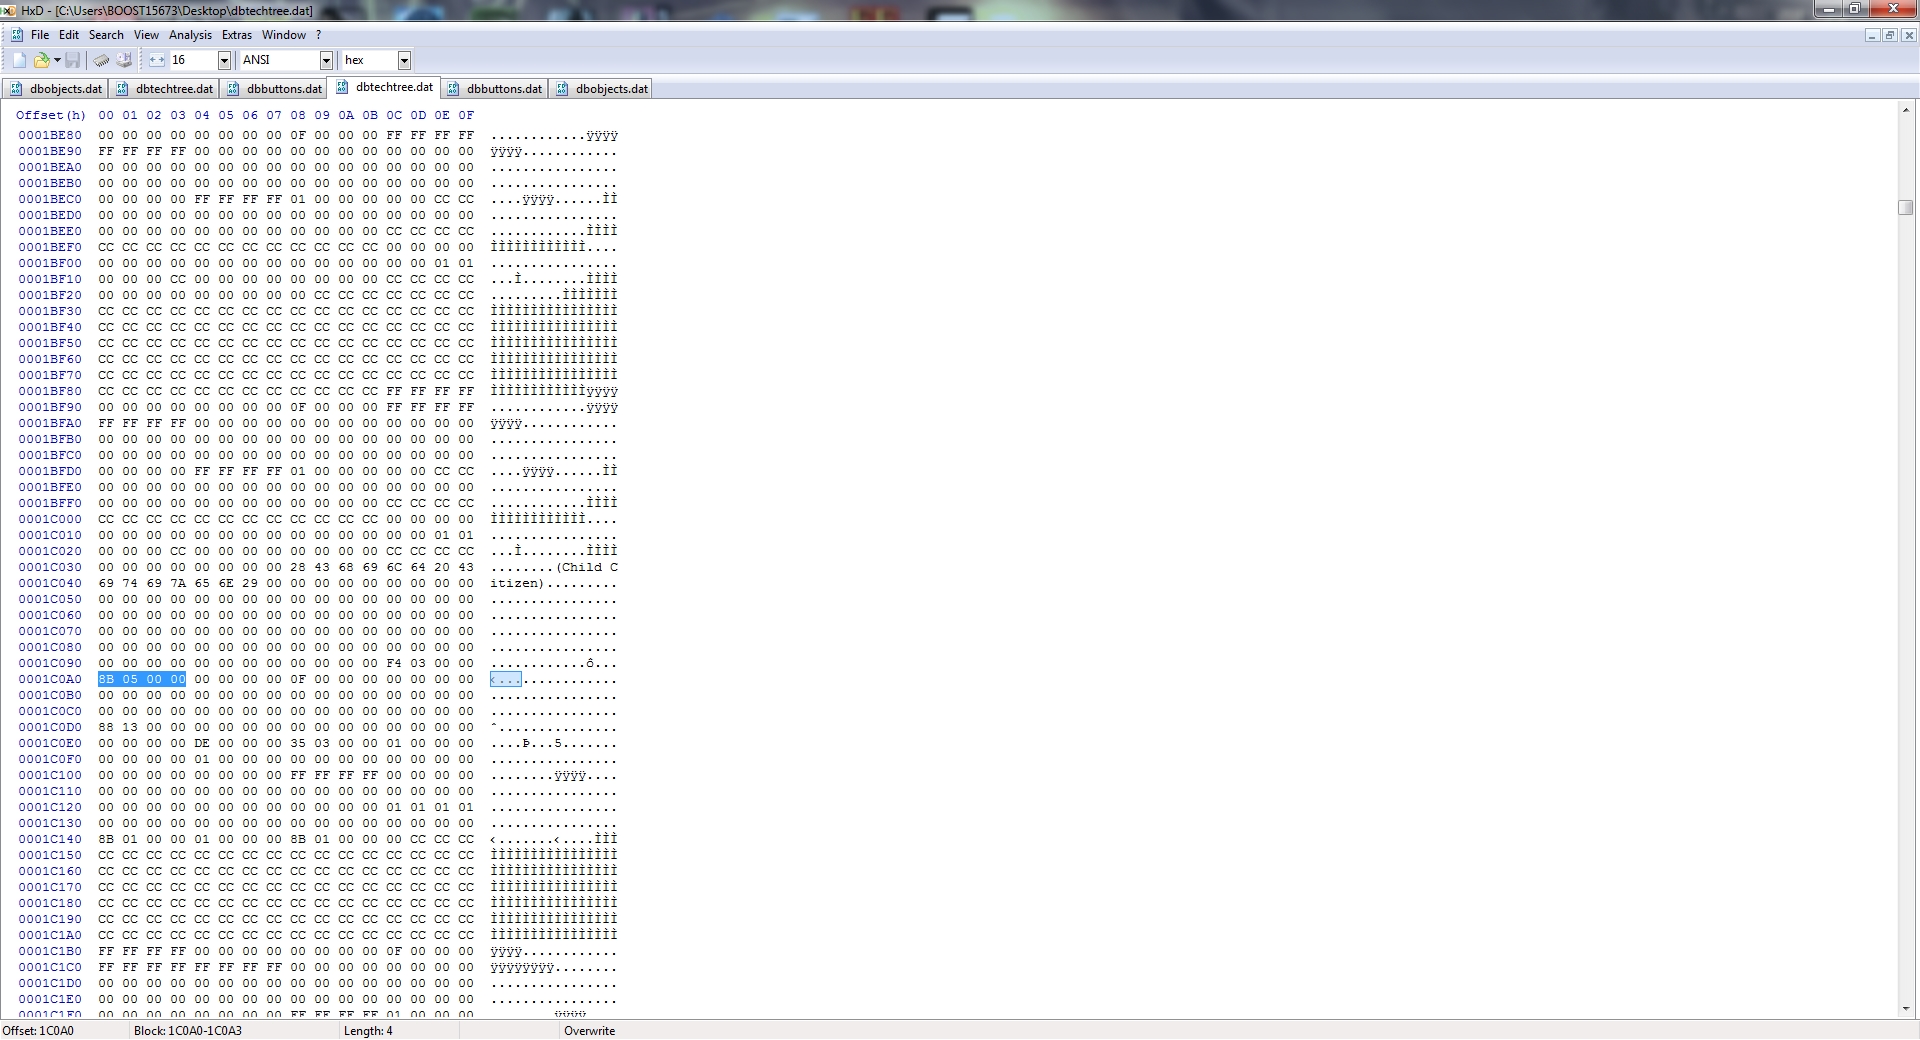 HxD - [C:\Users\BOOST15673\Desktop\dbtechtree.dat]
File Edit Search View Analysis Extras Window ?
16 ANSI hex
dbobjects.dat dbtechtree.dat dbbuttons.dat dbtechtree.dat dbbuttons.dat dbobjects.dat
Offset(h) 00 01 02 03 04 05 06 07 08 09 0A 0B 0C 0D 0E 0F
0001BE80 00 00 00 00 00 00 00 00 0F 00 00 00 FF FF FF FF ............ÿÿÿÿ
0001BE90 FF FF FF FF 00 00 00 00 00 00 00 00 00 00 00 00 ÿÿÿÿ............
0001BEA0 00 00 00 00 00 00 00 00 00 00 00 00 00 00 00 00 ................
0001BEB0 00 00 00 00 00 00 00 00 00 00 00 00 00 00 00 00 ................
0001BEC0 00 00 00 00 FF FF FF FF 01 00 00 00 00 00 CC CC ....ÿÿÿÿ......ÌÌ
0001BED0 00 00 00 00 00 00 00 00 00 00 00 00 00 00 00 00 ................
0001BEE0 00 00 00 00 00 00 00 00 00 00 00 00 CC CC CC CC ............ÌÌÌÌ
0001BEF0 CC CC CC CC CC CC CC CC CC CC CC CC 00 00 00 00 ÌÌÌÌÌÌÌÌÌÌÌÌ....
0001BF00 00 00 00 00 00 00 00 00 00 00 00 00 00 00 01 01 ................
0001BF10 00 00 00 CC 00 00 00 00 00 00 00 00 CC CC CC CC ...Ì........ÌÌÌÌ
0001BF20 00 00 00 00 00 00 00 00 00 CC CC CC CC CC CC CC .........ÌÌÌÌÌÌÌ
0001BF30 CC CC CC CC CC CC CC CC CC CC CC CC CC CC CC CC ÌÌÌÌÌÌÌÌÌÌÌÌÌÌÌÌ
0001BF40 CC CC CC CC CC CC CC CC CC CC CC CC CC CC CC CC ÌÌÌÌÌÌÌÌÌÌÌÌÌÌÌÌ
0001BF50 CC CC CC CC CC CC CC CC CC CC CC CC CC CC CC CC ÌÌÌÌÌÌÌÌÌÌÌÌÌÌÌÌ
0001BF60 CC CC CC CC CC CC CC CC CC CC CC CC CC CC CC CC ÌÌÌÌÌÌÌÌÌÌÌÌÌÌÌÌ
0001BF70 CC CC CC CC CC CC CC CC CC CC CC CC CC CC CC CC ÌÌÌÌÌÌÌÌÌÌÌÌÌÌÌÌ
0001BF80 CC CC CC CC CC CC CC CC CC CC CC CC FF FF FF FF ÌÌÌÌÌÌÌÌÌÌÌÌÿÿÿÿ
0001BF90 00 00 00 00 00 00 00 00 0F 00 00 00 FF FF FF FF ............ÿÿÿÿ
0001BFA0 FF FF FF FF 00 00 00 00 00 00 00 00 00 00 00 00 ÿÿÿÿ............
0001BFB0 00 00 00 00 00 00 00 00 00 00 00 00 00 00 00 00 ................
0001BFC0 00 00 00 00 00 00 00 00 00 00 00 00 00 00 00 00 ................
0001BFD0 00 00 00 00 FF FF FF FF 01 00 00 00 00 00 CC CC ....ÿÿÿÿ......ÌÌ
0001BFE0 00 00 00 00 00 00 00 00 00 00 00 00 00 00 00 00 ................
0001BFF0 00 00 00 00 00 00 00 00 00 00 00 00 CC CC CC CC ............ÌÌÌÌ
0001C000 CC CC CC CC CC CC CC CC CC CC CC CC 00 00 00 00 ÌÌÌÌÌÌÌÌÌÌÌÌ....
0001C010 00 00 00 00 00 00 00 00 00 00 00 00 00 00 01 01 ................
0001C020 00 00 00 CC 00 00 00 00 00 00 00 00 CC CC CC CC ...Ì........ÌÌÌÌ
0001C030 00 00 00 00 00 00 00 00 28 43 68 69 6C 64 20 43 ........(Child C
0001C040 69 74 69 7A 65 6E 29 00 00 00 00 00 00 00 00 00 itizen).........
0001C050 00 00 00 00 00 00 00 00 00 00 00 00 00 00 00 00 ................
0001C060 00 00 00 00 00 00 00 00 00 00 00 00 00 00 00 00 ................
0001C070 00 00 00 00 00 00 00 00 00 00 00 00 00 00 00 00 ................
0001C080 00 00 00 00 00 00 00 00 00 00 00 00 00 00 00 00 ................
0001C090 00 00 00 00 00 00 00 00 00 00 00 00 F4 03 00 00 ............ô...
0001C0A0 8B 05 00 00 00 00 00 00 0F 00 00 00 00 00 00 00 ‹...............
0001C0B0 00 00 00 00 00 00 00 00 00 00 00 00 00 00 00 00 ................
0001C0C0 00 00 00 00 00 00 00 00 00 00 00 00 00 00 00 00 ................
0001C0D0 88 13 00 00 00 00 00 00 00 00 00 00 00 00 00 00 ˆ...............
0001C0E0 00 00 00 00 DE 00 00 00 35 03 00 00 01 00 00 00 ....Þ...5.......
0001C0F0 00 00 00 00 01 00 00 00 00 00 00 00 00 00 00 00 ................
0001C100 00 00 00 00 00 00 00 00 FF FF FF FF 00 00 00 00 ........ÿÿÿÿ....
0001C110 00 00 00 00 00 00 00 00 00 00 00 00 00 00 00 00 ................
0001C120 00 00 00 00 00 00 00 00 00 00 00 00 01 01 01 01 ................
0001C130 00 00 00 00 00 00 00 00 00 00 00 00 00 00 00 00 ................
0001C140 8B 01 00 00 01 00 00 00 8B 01 00 00 00 CC CC CC ‹.......‹....ÌÌÌ
0001C150 CC CC CC CC CC CC CC CC CC CC CC CC CC CC CC CC ÌÌÌÌÌÌÌÌÌÌÌÌÌÌÌÌ
0001C160 CC CC CC CC CC CC CC CC CC CC CC CC CC CC CC CC ÌÌÌÌÌÌÌÌÌÌÌÌÌÌÌÌ
0001C170 CC CC CC CC CC CC CC CC CC CC CC CC CC CC CC CC ÌÌÌÌÌÌÌÌÌÌÌÌÌÌÌÌ
0001C180 CC CC CC CC CC CC CC CC CC CC CC CC CC CC CC CC ÌÌÌÌÌÌÌÌÌÌÌÌÌÌÌÌ
0001C190 CC CC CC CC CC CC CC CC CC CC CC CC CC CC CC CC ÌÌÌÌÌÌÌÌÌÌÌÌÌÌÌÌ
0001C1A0 CC CC CC CC CC CC CC CC CC CC CC CC CC CC CC CC ÌÌÌÌÌÌÌÌÌÌÌÌÌÌÌÌ
0001C1B0 FF FF FF FF 00 00 00 00 00 00 00 00 0F 00 00 00 ÿÿÿÿ............
0001C1C0 FF FF FF FF FF FF FF FF 00 00 00 00 00 00 00 00 ÿÿÿÿÿÿÿÿ........
0001C1D0 00 00 00 00 00 00 00 00 00 00 00 00 00 00 00 00 ................
0001C1E0 00 00 00 00 00 00 00 00 00 00 00 00 00 00 00 00 ................
0001C1F0 00 00 00 00 00 00 00 00 FF FF FF FF 01 00 00 00 ........ÿÿÿÿ....
Offset: 1C0A0 Block: 1C0A0-1C0A3 Length: 4 Overwrite